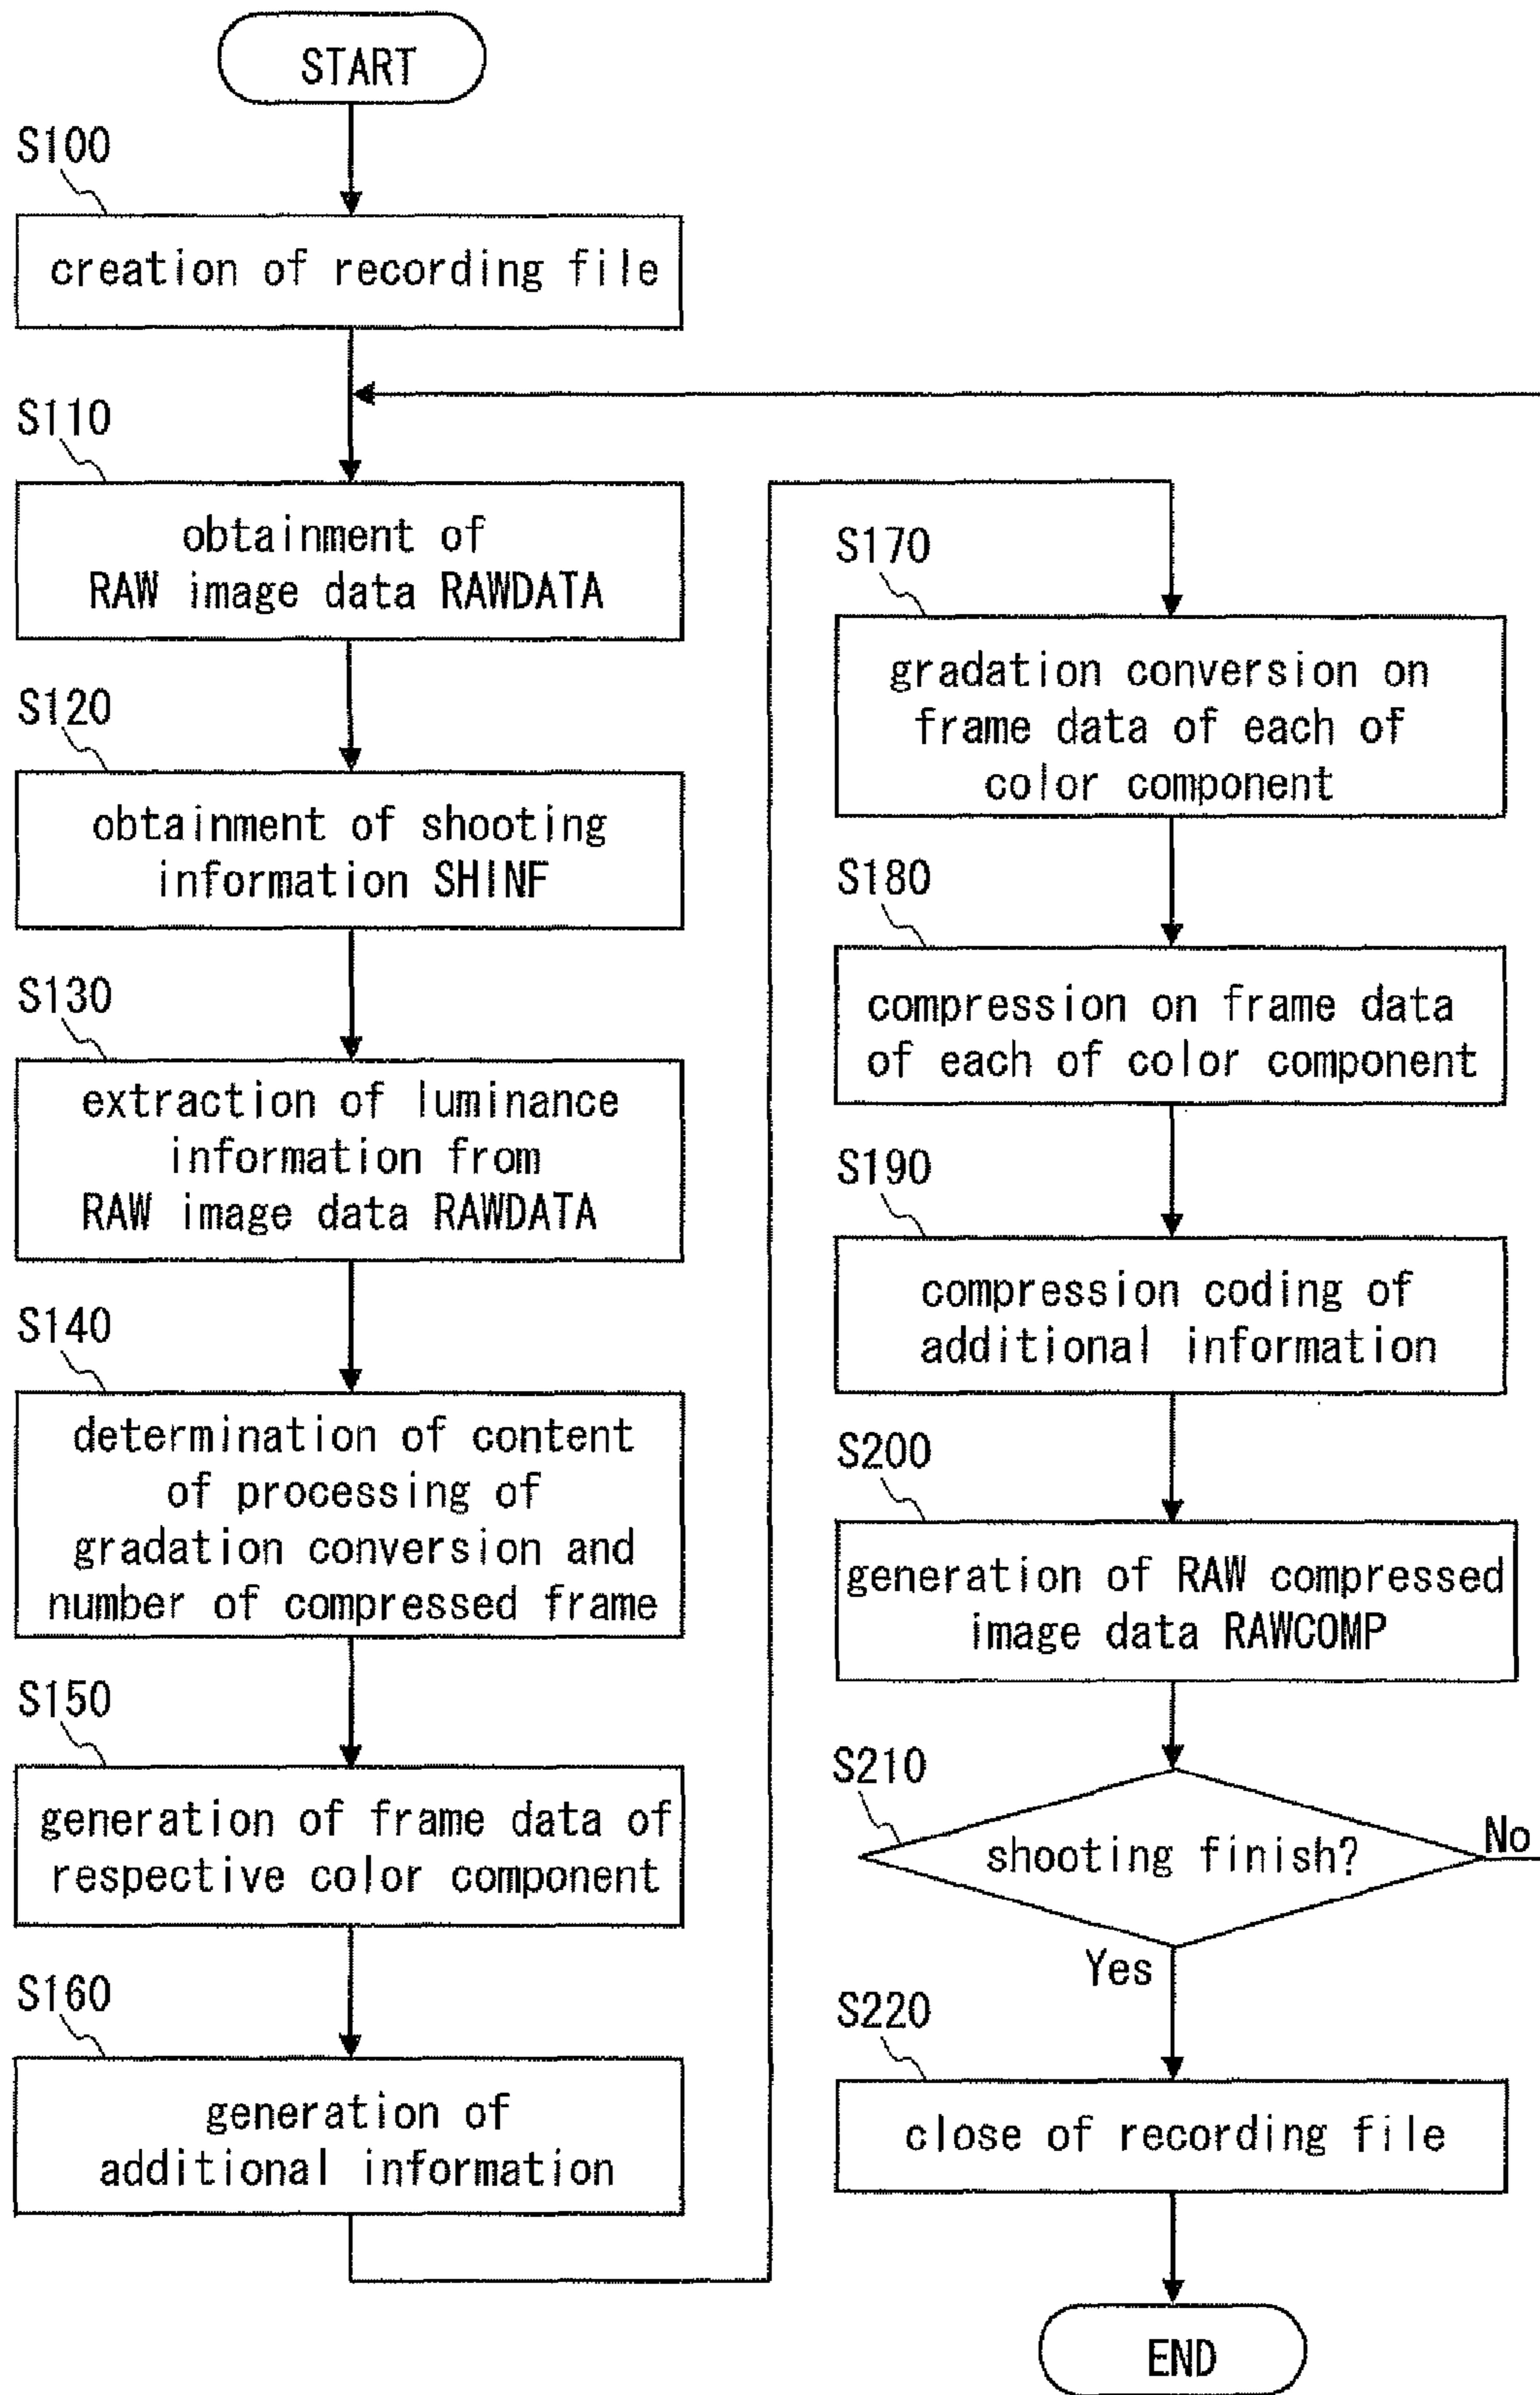 START
S100
creation of recording file
S110
obtainment of
RAW image data RAWDATA
S120
obtainment of shooting
information SHINF
S130
extraction of luminance
information from
RAW image data RAWDATA
S140
determination of content
of processing of
gradation conversion and
number of compressed frame
S150
generation of frame data of
respective color component
S160
generation of
additional information
S170
gradation conversion on
frame data of each of
color component
S180
compression on frame data
of each of color component
S190
compression coding of
additional information
S200
generation of RAW compressed
image data RAWCOMP
S210
shooting finish?
No
Yes
S220
close of recording file
END